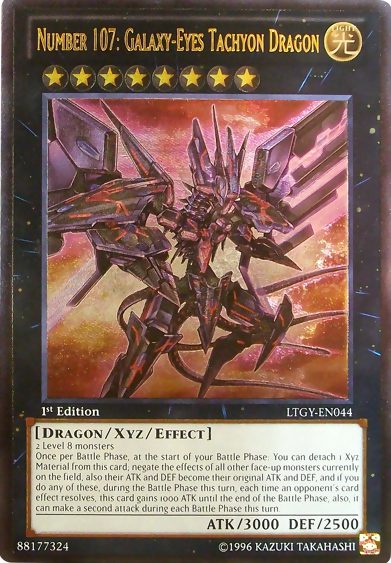 NUMBER 107: GALAXY-EYES TACHYON DRAGON
LIGHT
光
1st Edition
LTGY-EN044
[DRAGON/XYZ/EFFECT]
2 Level 8 monsters
Once per Battle Phase, at the start of your Battle Phase: You can detach 1 Xyz
Material from this card; negate the effects of all other face-up monsters currently
on the field, also their ATK and DEF become their original ATK and DEF, and if you
do any of these, during the Battle Phase this turn, each time an opponent's card
effect resolves, this card gains 1000 ATK until the end of the Battle Phase, also, it
can make a second attack during each Battle Phase this turn.
ATK/3000 DEF/2500
88177324
©1996 KAZUKI TAKAHASHI